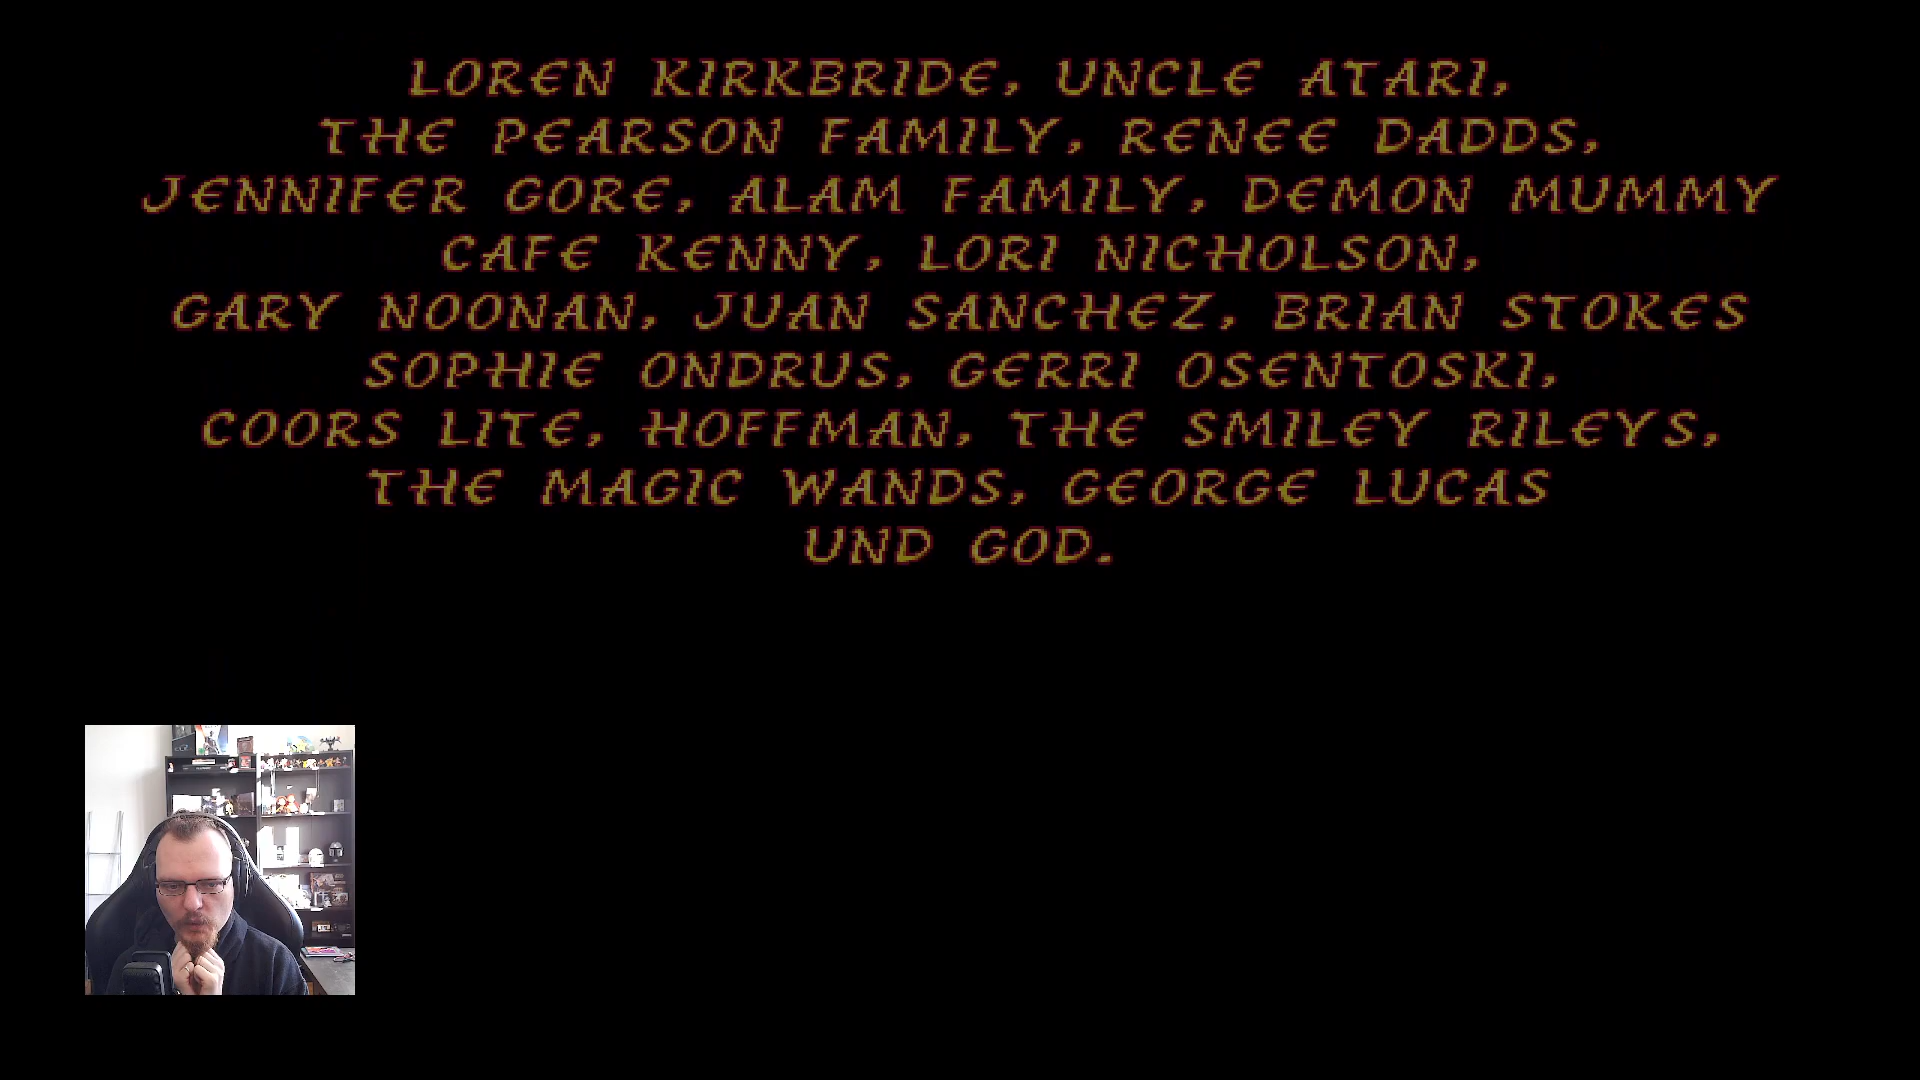 LOREN KIRKBRIDE, UNCLE ATARI,
THE PEARSON FAMILY, RENEE DADDS,
JENNIFER GORE, ALAM FAMILY, DEMON MUMMY
CAFE KENNY, LORI NICHOLSON,
GARY NOONAN, JUAN SANCHEZ, BRIAN STOKES
SOPHIE ONDRUS, GERRI OSENTOSKI,
COORS LITE, HOFFMAN, THE SMILEY RILEYS,
THE MAGIC WANDS, GEORGE LUCAS
UND GOD.